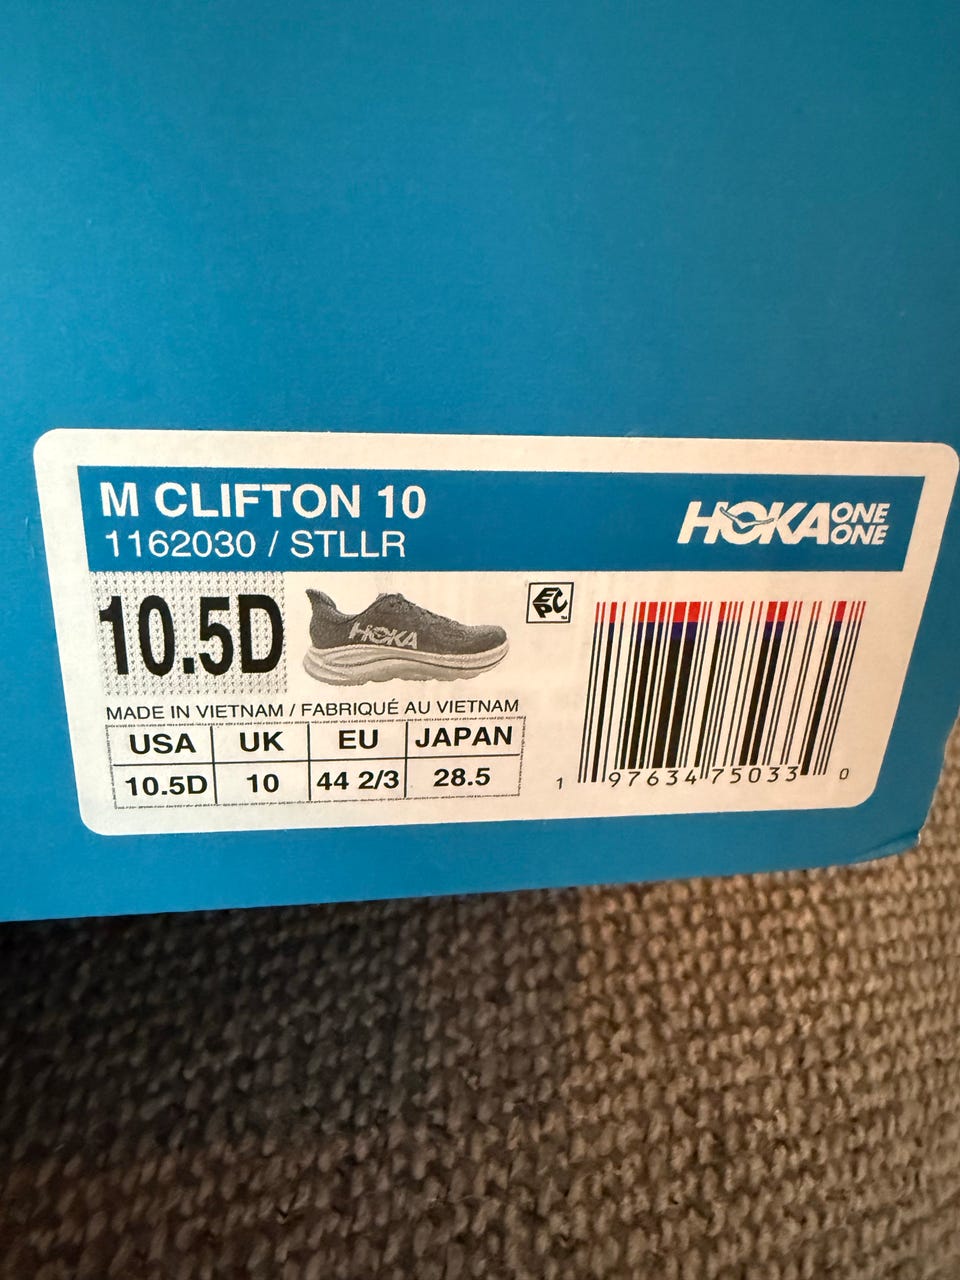 M CLIFTON 10
1162030 / STLLR
HOKA ONE ONE
10.5D
HOKA
EPC
MADE IN VIETNAM / FABRIQUÉ AU VIETNAM
USA UK EU JAPAN
10.5D 10 44 2/3 28.5
1 97634 75033 0